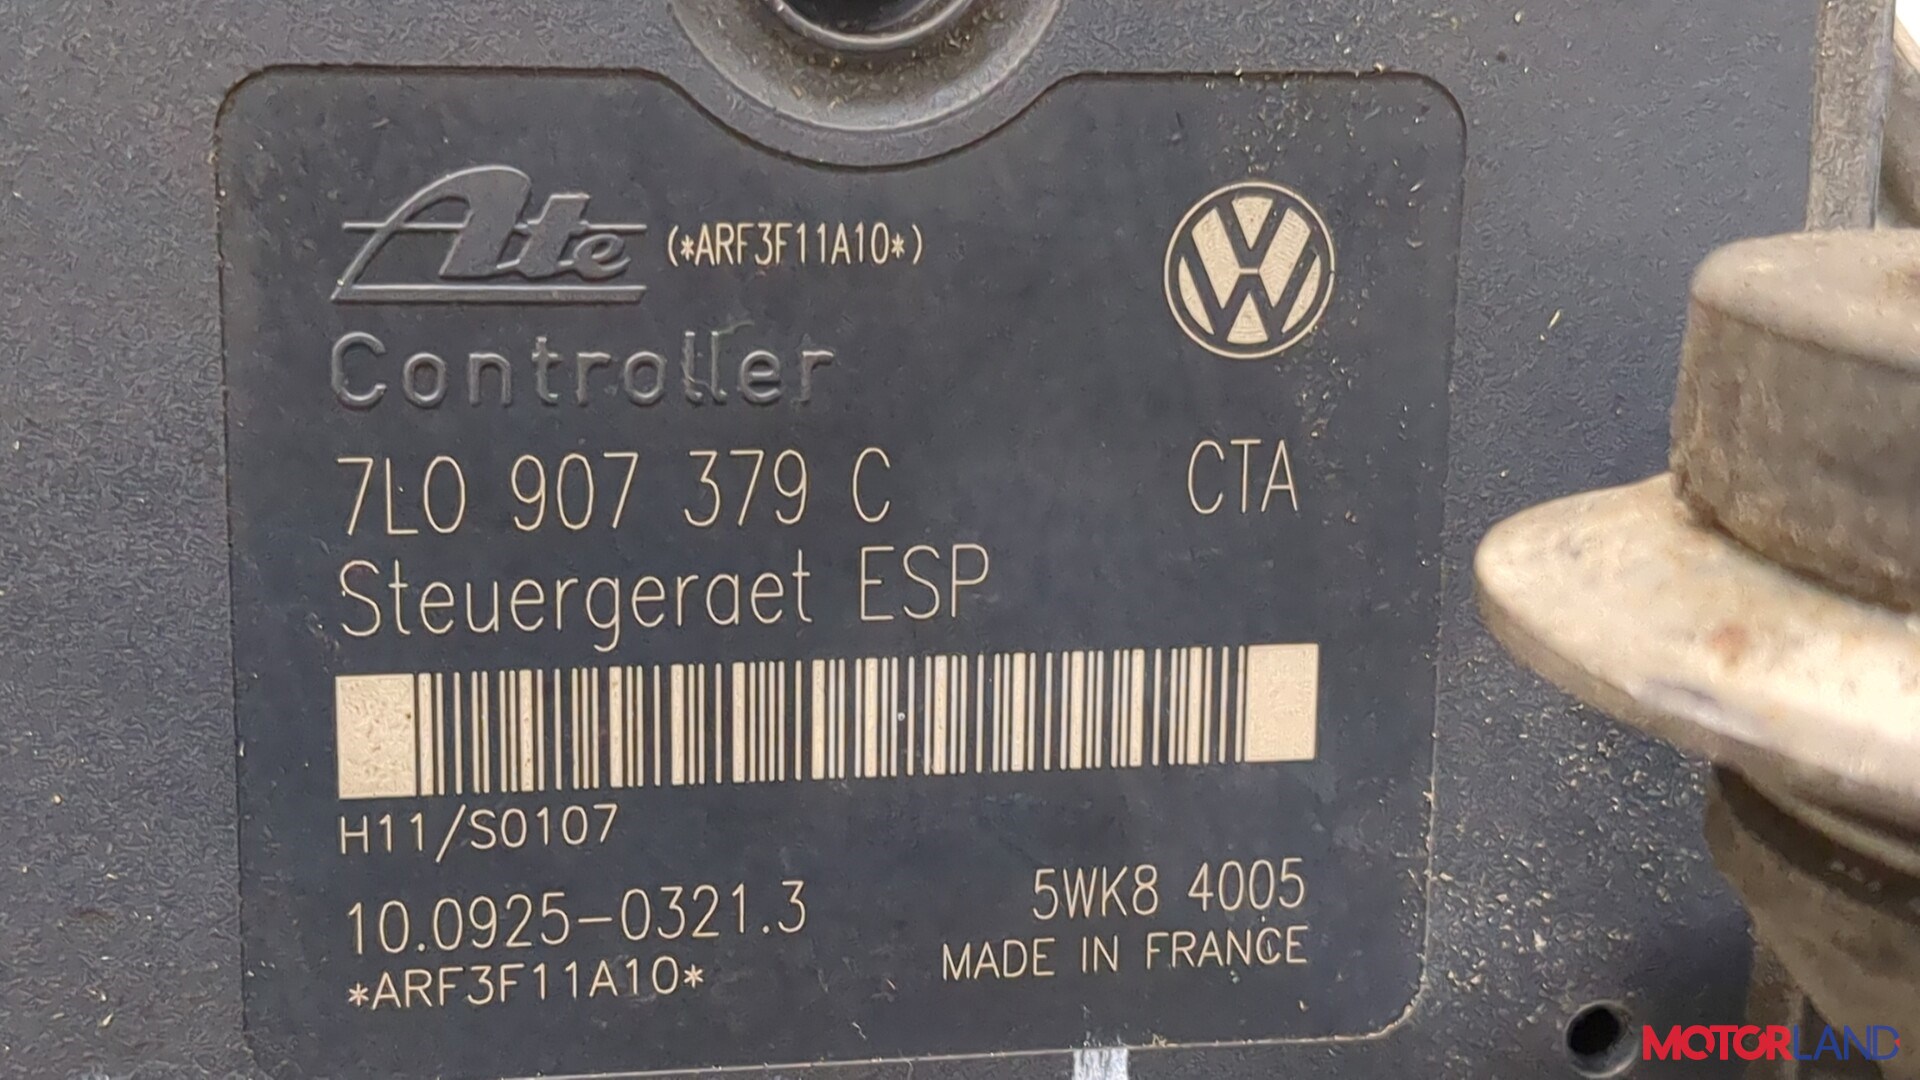 Ate (*ARF3F11A10*)
Controller
7L0 907 379 C CTA
Steuergeraet ESP
H11/S0107
10.0925-0321.3 5WK8 4005
*ARF3F11A10* MADE IN FRANCE
MOTORLAND